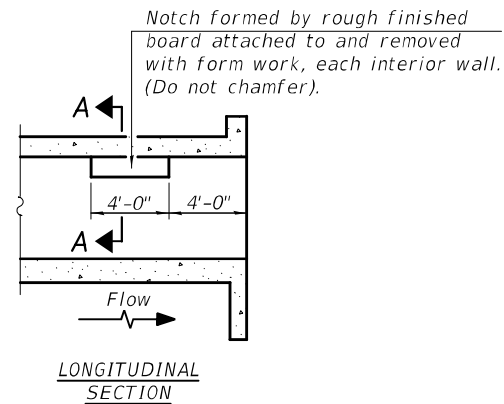 Notch formed by rough finished
board attached to and removed
with form work, each interior wall.
(Do not chamfer).
A
4'-0"
4'-0"
A
Flow
LONGITUDINAL
SECTION